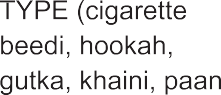 TYPE (cigarette
beedi, hookah,
gutka, khaini, paan